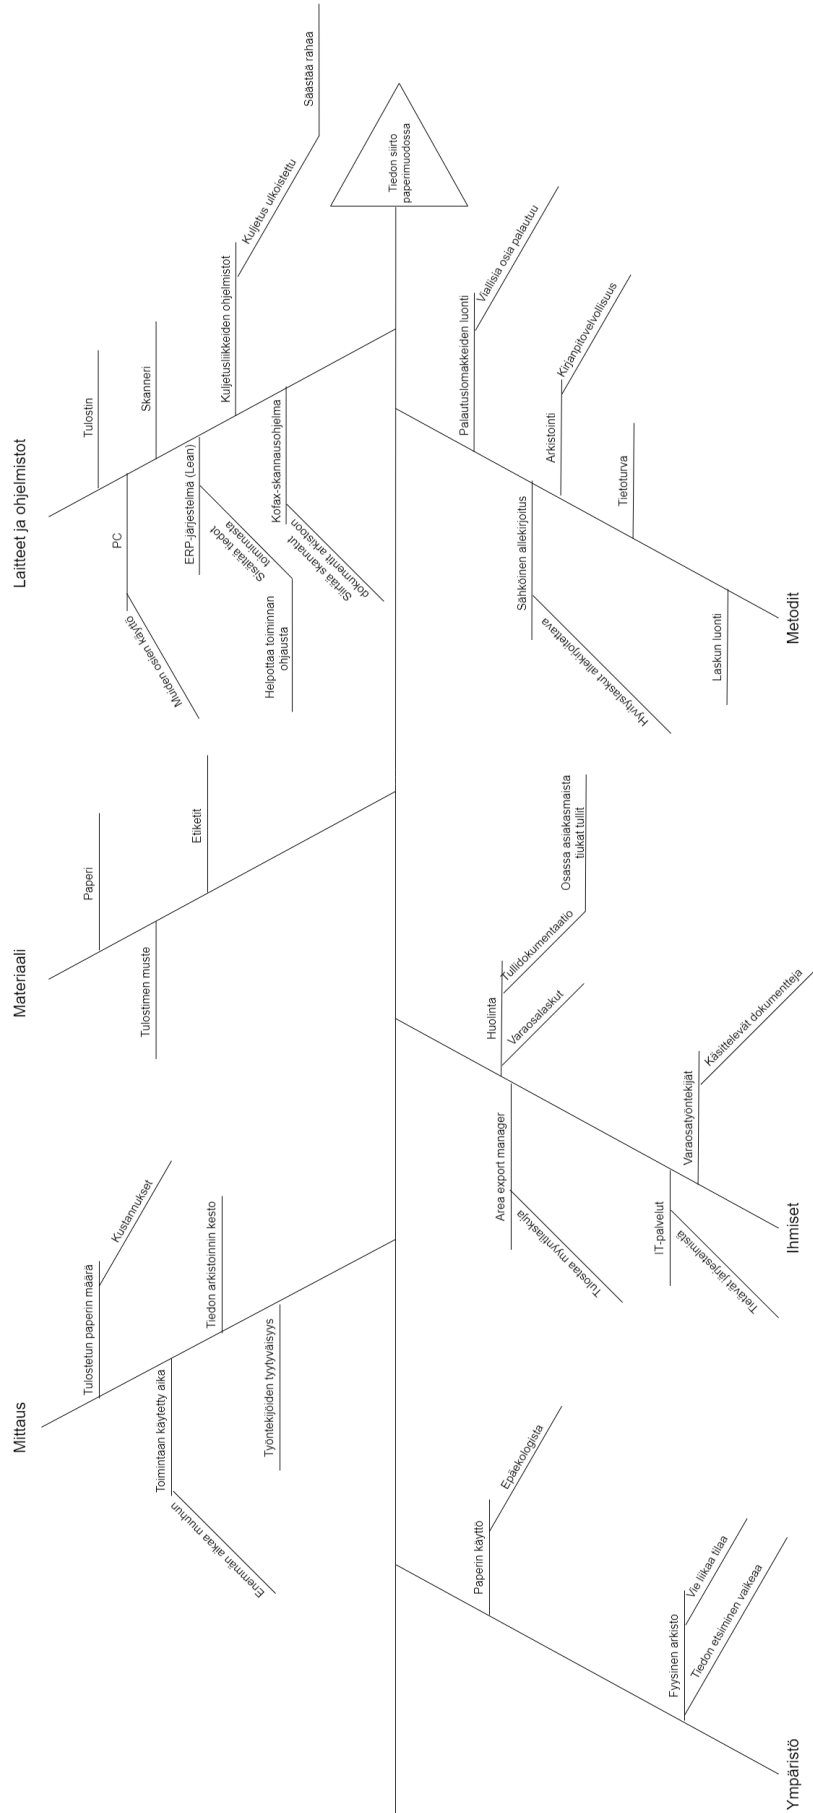 Mittaus
Tulostetun paperin määrä
Kustannukset
Toimintaan käytetty aika
Enemmän aikaa muuhun
Tiedon arkistoinnin kesto
Työntekijöiden tyytyväisyys
Materiaali
Paperi
Tulostimen muste
Etiketit
Laitteet ja ohjelmistot
Tulostin
PC
Muiden osien käyttö
Skanneri
ERP-järjestelmä (Lean)
Sisältää tiedot
toiminnasta
Helpottaa toiminnan
ohjausta
Kuljetusliikkeiden ohjelmistot
Kuljetus ulkoistettu
Säästää rahaa
Kofax-skannausohjelma
Siirtää skannatut
dokumentit arkistoon
Tiedon siirto
paperimuodossa
Ympäristö
Paperin käyttö
Epäekologista
Fyysinen arkisto
Vie liikaa tilaa
Tiedon etsiminen vaikeaa
Ihmiset
Huolinta
Tullidokumentaatio
Osassa asiakasmaista
tiukat tullit
Varaosalaskut
Area export manager
Tulostaa myyntilaskuja
IT-palvelut
Tietävät järjestelmistä
Varaosatyöntekijät
Käsittelevät dokumentteja
Metodit
Palautuslomakkeiden luonti
Viallisia osia palautuu
Sähköinen allekirjoitus
Hyvityslaskut allekirjoitettava
Arkistointi
Kirjanpitovelvollisuus
Tietoturva
Laskun luonti